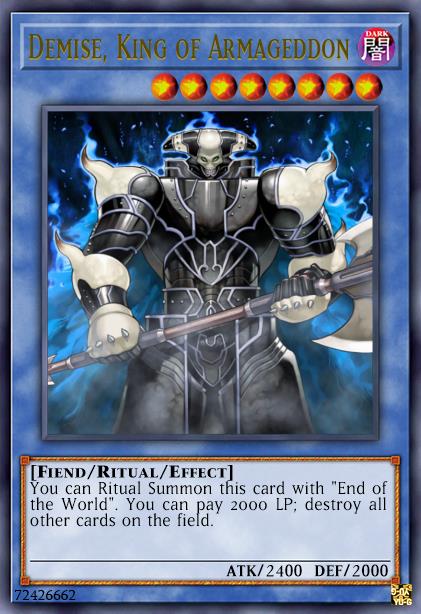 Demise, King of Armageddon
DARK
闇
[Fiend/Ritual/Effect]
You can Ritual Summon this card with "End of
the World". You can pay 2000 LP; destroy all
other cards on the field.
ATK/2400 DEF/2000
72426662